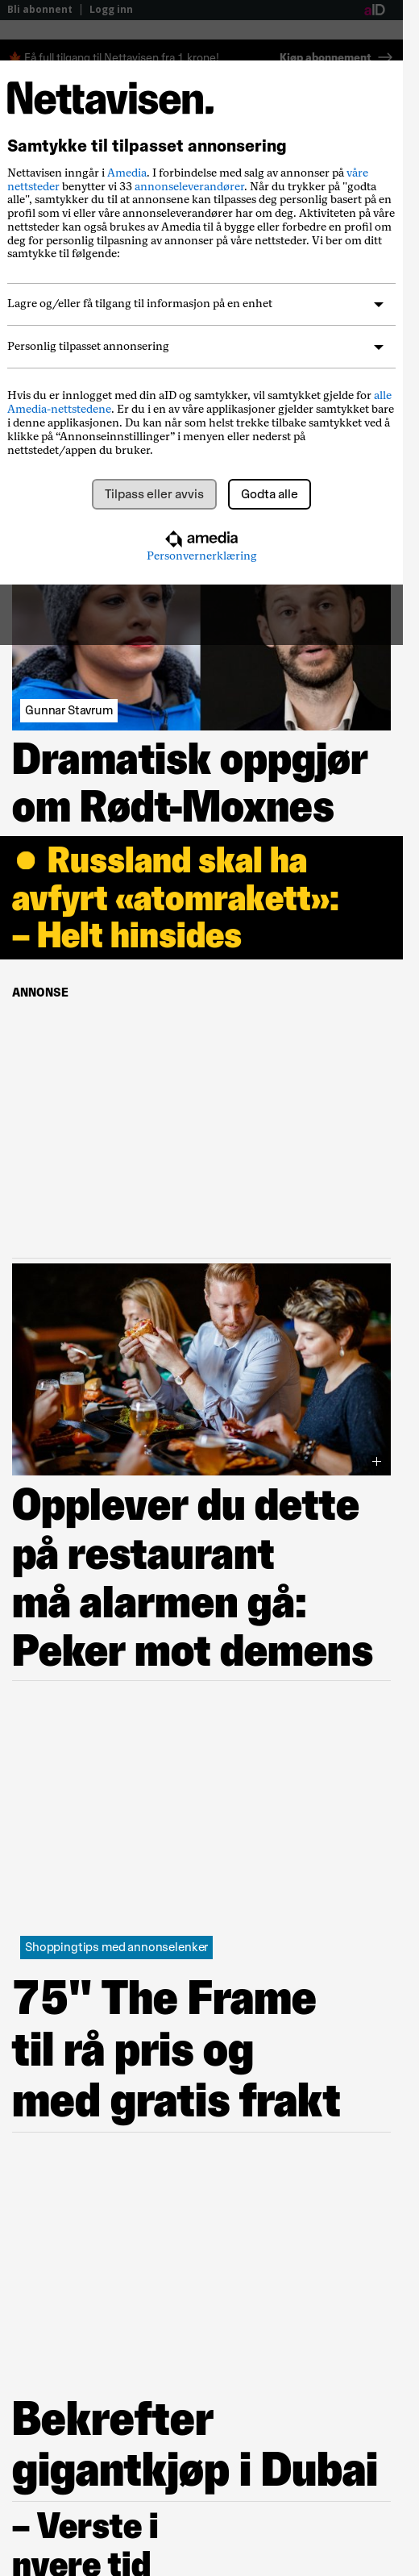 Bli abonnent | Logg inn aID
Få full tilgang til Nettavisen fra 1 krone! Kjøp abonnement →
Nettavisen.
Samtykke til tilpasset annonsering
Nettavisen inngår i Amedia. I forbindelse med salg av annonser på våre
nettsteder benytter vi 33 annonseleverandører. Når du trykker på "godta
alle", samtykker du til at annonsene kan tilpasses deg personlig basert på en
profil som vi eller våre annonseleverandører har om deg. Aktiviteten på våre
nettsteder kan også brukes av Amedia til å bygge eller forbedre en profil om
deg for personlig tilpasning av annonser på våre nettsteder. Vi ber om ditt
samtykke til følgende:
Lagre og/eller få tilgang til informasjon på en enhet
Personlig tilpasset annonsering
Hvis du er innlogget med din aID og samtykker, vil samtykket gjelde for alle
Amedia-nettstedene. Er du i en av våre applikasjoner gjelder samtykket bare
i denne applikasjonen. Du kan når som helst trekke tilbake samtykket ved å
klikke på “Annonseinnstillinger” i menyen eller nederst på
nettstedet/appen du bruker.
Tilpass eller avvis Godta alle
amedia
Personvernerklæring
Gunnar Stavrum
Dramatisk oppgjør
om Rødt-Moxnes
Russland skal ha
avfyrt «atomrakett»:
– Helt hinsides
ANNONSE
Opplever du dette
på restaurant
må alarmen gå:
Peker mot demens
Shoppingtips med annonselenker
75" The Frame
til rå pris og
med gratis frakt
Bekrefter
gigantkjøp i Dubai
– Verste i
nyere tid